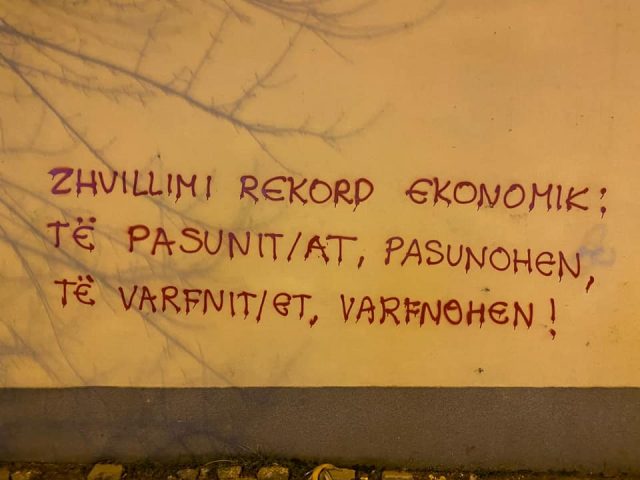 ZHVILLIMI REKORD EKONOMIK:
TË PASUNIT/AT, PASUNOHEN,
TË VARFNIT/ET, VARFNOHEN!